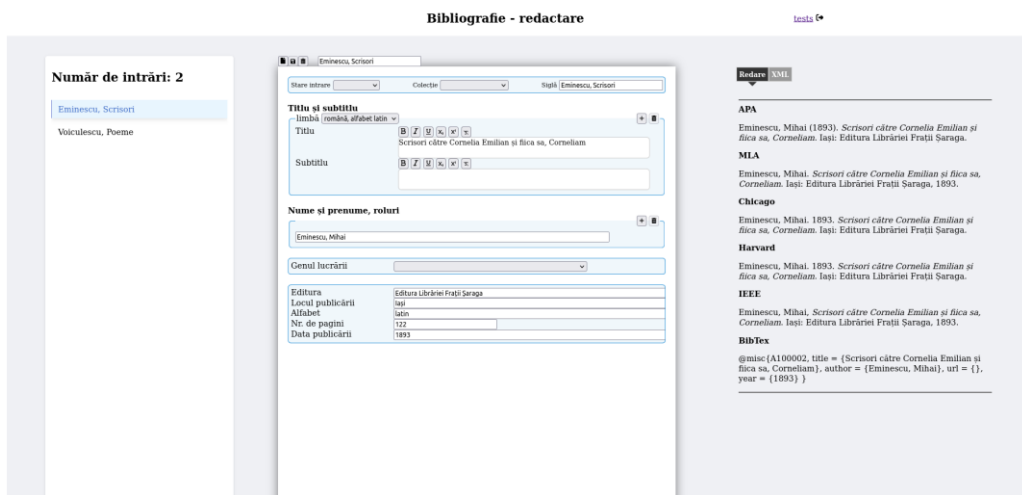 Bibliografie - redactare
tests
Număr de intrări: 2
Eminescu, Scrisori
Voiculescu, Poeme
Eminescu, Scrisori
Stare intrare Colecție Siglă Eminescu, Scrisori
Titlu și subtitlu
limbă română, alfabet latin
Titlu
B I U x₁ x¹
Scrisori către Cornelia Emilian și fiica sa, Corneliam
Subtitlu
B I U x₁ x¹
Nume și prenume, roluri
Eminescu, Mihai
Genul lucrării
Editura Editura Librăriei Frații Șaraga
Locul publicării Iași
Alfabet latin
Nr. de pagini 122
Data publicării 1893
Redare XML
APA
Eminescu, Mihai (1893). Scrisori către Cornelia Emilian și
fiica sa, Corneliam. Iași: Editura Librăriei Frații Șaraga.
MLA
Eminescu, Mihai. Scrisori către Cornelia Emilian și fiica sa,
Corneliam. Iași: Editura Librăriei Frații Șaraga, 1893.
Chicago
Eminescu, Mihai. 1893. Scrisori către Cornelia Emilian și
fiica sa, Corneliam. Iași: Editura Librăriei Frații Șaraga.
Harvard
Eminescu, Mihai. 1893. Scrisori către Cornelia Emilian și
fiica sa, Corneliam. Iași: Editura Librăriei Frații Șaraga.
IEEE
Eminescu, Mihai, Scrisori către Cornelia Emilian și fiica sa,
Corneliam. Iași: Editura Librăriei Frații Șaraga, 1893.
BibTex
@misc{A100002, title = {Scrisori către Cornelia Emilian și
fiica sa, Corneliam}, author = {Eminescu, Mihai}, url = {},
year = {1893} }